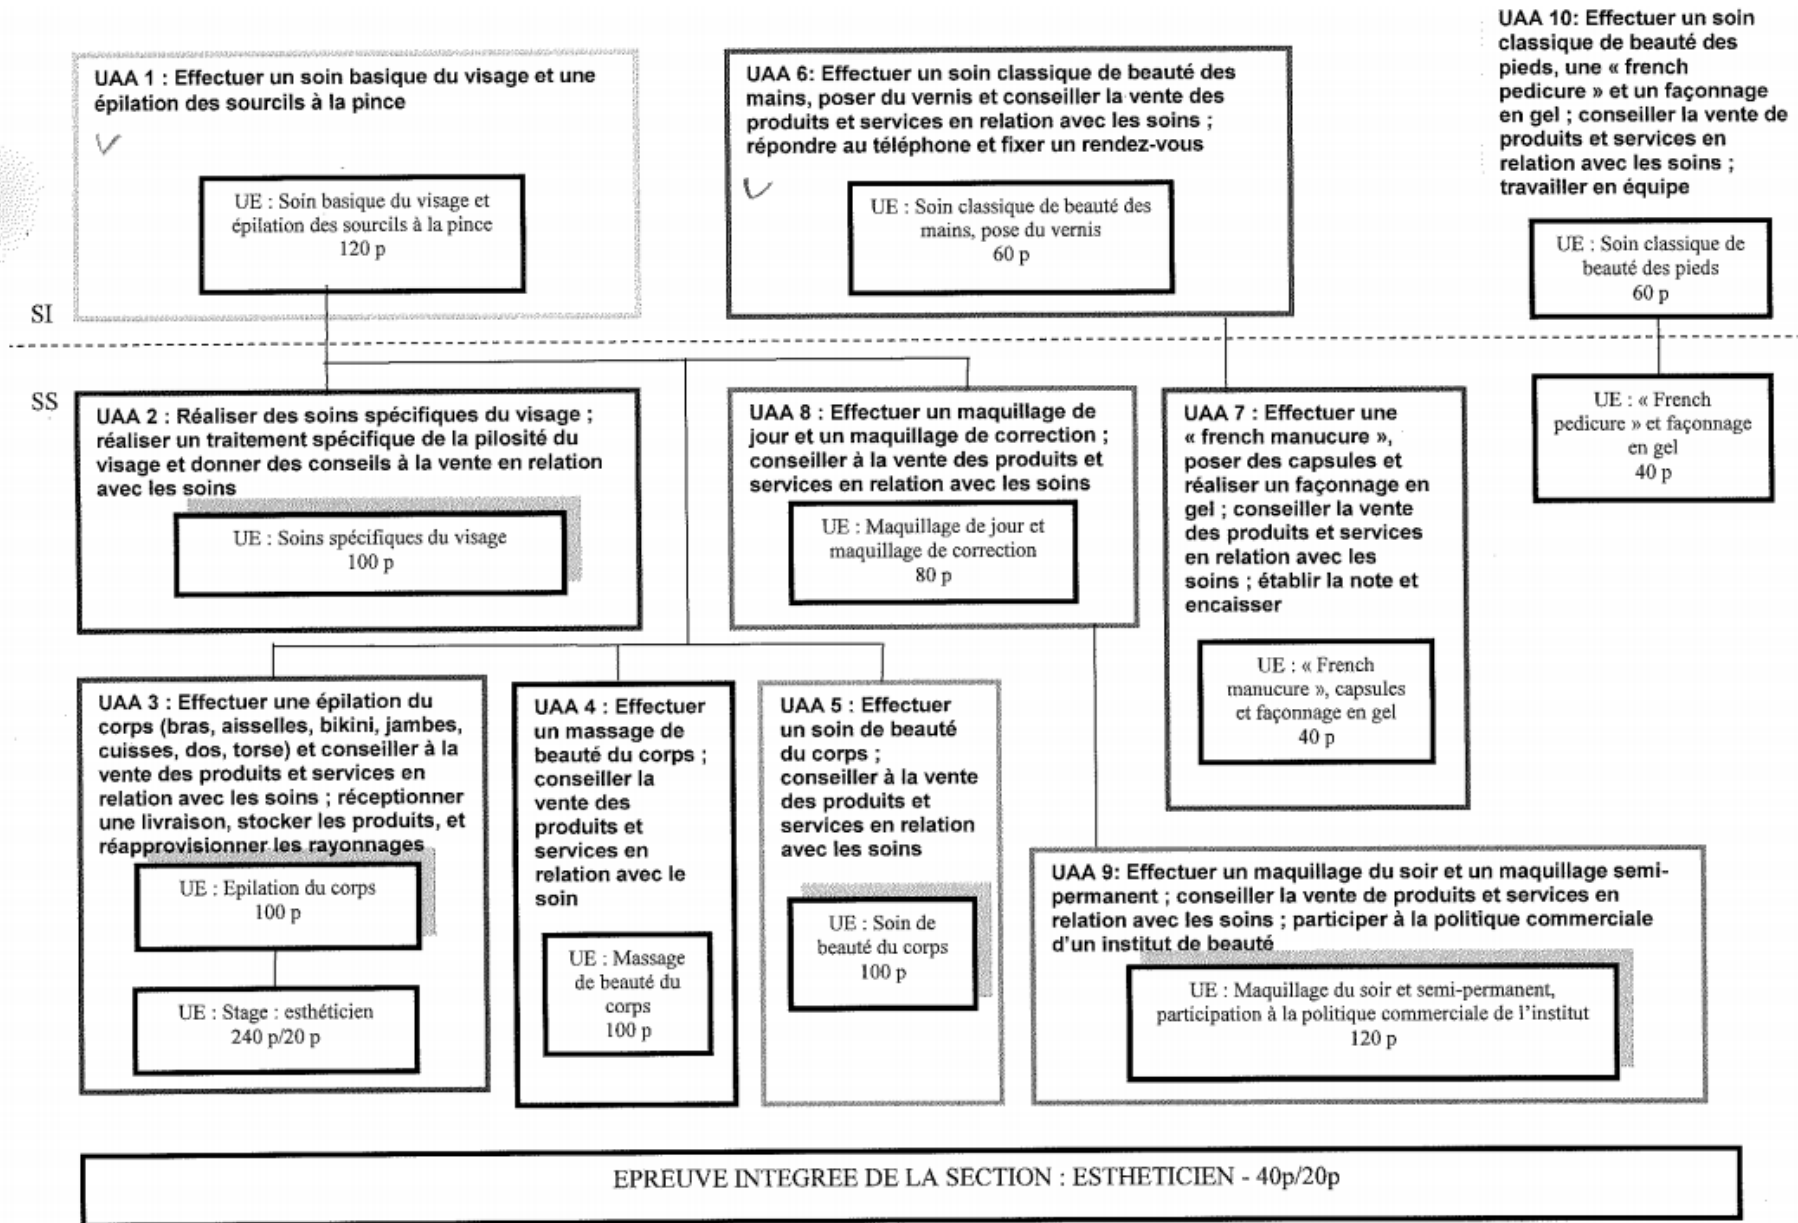 UAA 1 : Effectuer un soin basique du visage et une
épilation des sourcils à la pince
UE : Soin basique du visage et
épilation des sourcils à la pince
120 p
UAA 6: Effectuer un soin classique de beauté des
mains, poser du vernis et conseiller la vente des
produits et services en relation avec les soins ;
répondre au téléphone et fixer un rendez-vous
UE : Soin classique de beauté des
mains, pose du vernis
60 p
UAA 10: Effectuer un soin
classique de beauté des
pieds, une « french
pedicure » et un façonnage
en gel ; conseiller la vente de
produits et services en
relation avec les soins ;
travailler en équipe
UE : Soin classique de
beauté des pieds
60 p
SI
SS
UAA 2 : Réaliser des soins spécifiques du visage ;
réaliser un traitement spécifique de la pilosité du
visage et donner des conseils à la vente en relation
avec les soins
UE : Soins spécifiques du visage
100 p
UAA 8 : Effectuer un maquillage de
jour et un maquillage de correction ;
conseiller à la vente des produits et
services en relation avec les soins
UE : Maquillage de jour et
maquillage de correction
80 p
UAA 7 : Effectuer une
« french manucure »,
poser des capsules et
réaliser un façonnage en
gel ; conseiller la vente
des produits et services
en relation avec les
soins ; établir la note et
encaisser
UE : « French
manucure », capsules
et façonnage en gel
40 p
UE : « French
pedicure » et façonnage
en gel
40 p
UAA 3 : Effectuer une épilation du
corps (bras, aisselles, bikini, jambes,
cuisses, dos, torse) et conseiller à la
vente des produits et services en
relation avec les soins ; réceptionner
une livraison, stocker les produits, et
réapprovisionner les rayonnages
UE : Epilation du corps
100 p
UE : Stage : esthéticien
240 p/20 p
UAA 4 : Effectuer
un massage de
beauté du corps ;
conseiller la
vente des
produits et
services en
relation avec le
soin
UE : Massage
de beauté du
corps
100 p
UAA 5 : Effectuer
un soin de beauté
du corps ;
conseiller à la vente
des produits et
services en relation
avec les soins
UE : Soin de
beauté du corps
100 p
UAA 9: Effectuer un maquillage du soir et un maquillage semi-
permanent ; conseiller la vente de produits et services en
relation avec les soins ; participer à la politique commerciale
d'un institut de beauté
UE : Maquillage du soir et semi-permanent,
participation à la politique commerciale de l'institut
120 p
EPREUVE INTEGREE DE LA SECTION : ESTHETICIEN - 40p/20p